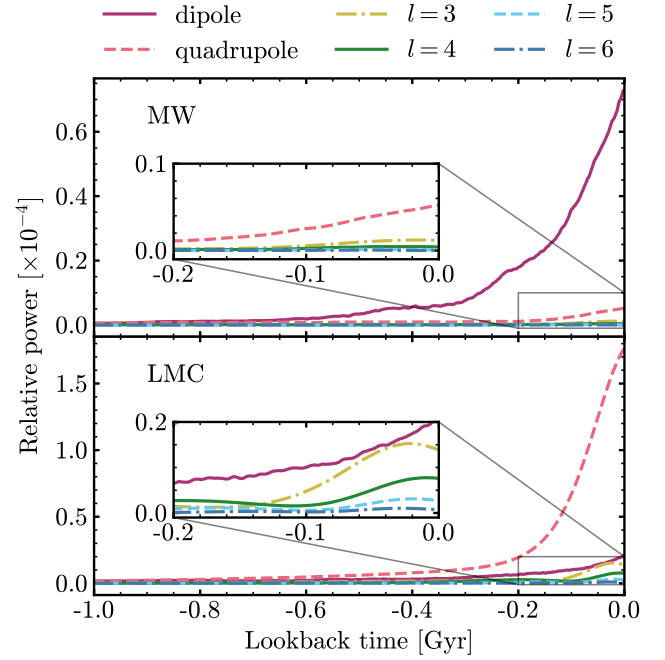 dipole l = 3 l = 5
quadrupole l = 4 l = 6
MW
0.6
0.4
0.2
0.0
0.1
0.0
-0.2 -0.1 0.0
Relative power [×10⁻⁴]
LMC
1.5
1.0
0.5
0.0
0.2
0.0
-0.2 -0.1 0.0
-1.0 -0.8 -0.6 -0.4 -0.2 0.0
Lookback time [Gyr]